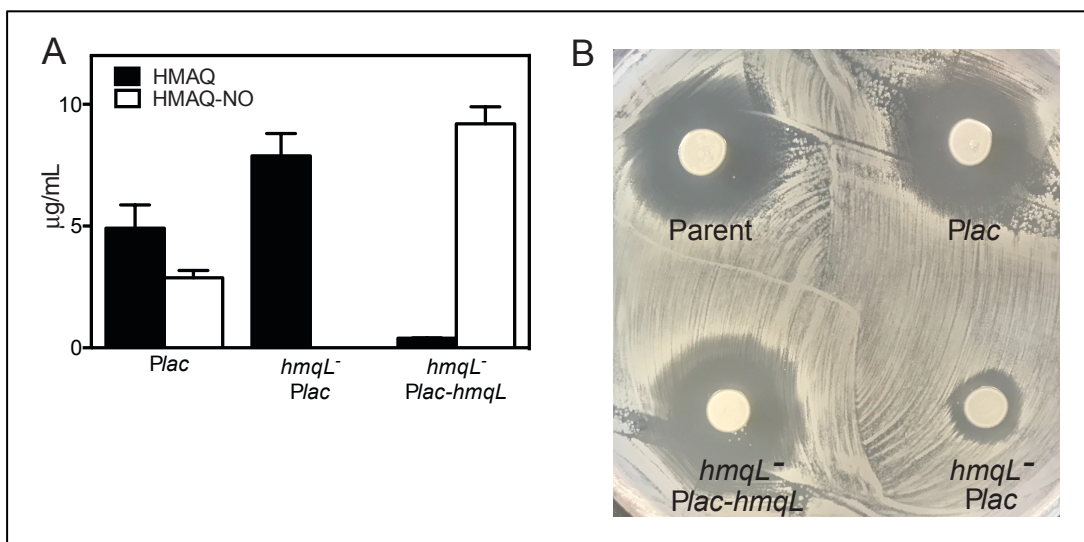 A
HMAQ
HMAQ-NO
10
5
0
µg/mL
Plac
hmqL-
Plac
hmqL-
Plac-hmqL
B
Parent
Plac
hmqL-
Plac-hmqL
hmqL-
Plac